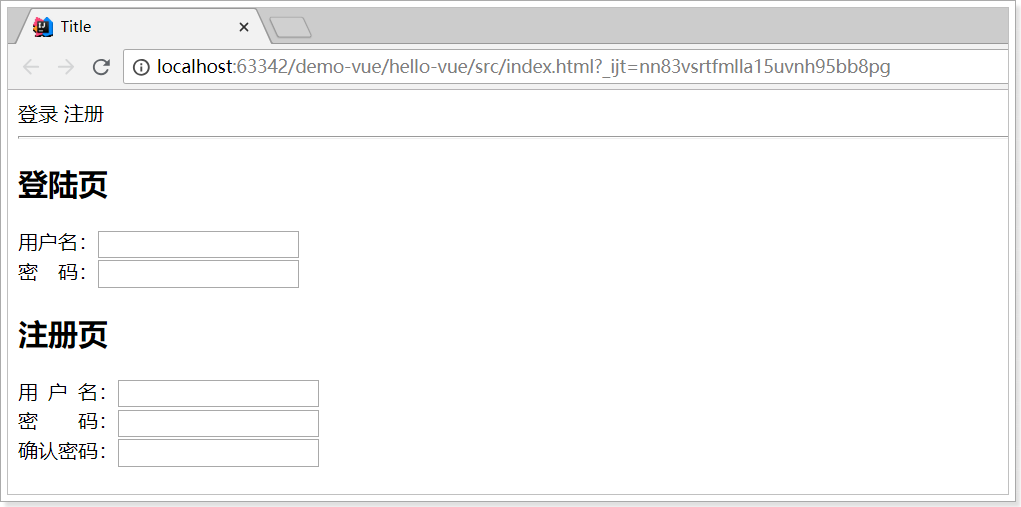 Title
localhost:63342/demo-vue/hello-vue/src/index.html?_ijt=nn83vsrtfmlla15uvnh95bb8pg
登录 注册
登陆页
用户名：
密　码：
注册页
用 户 名：
密　　码：
确认密码：